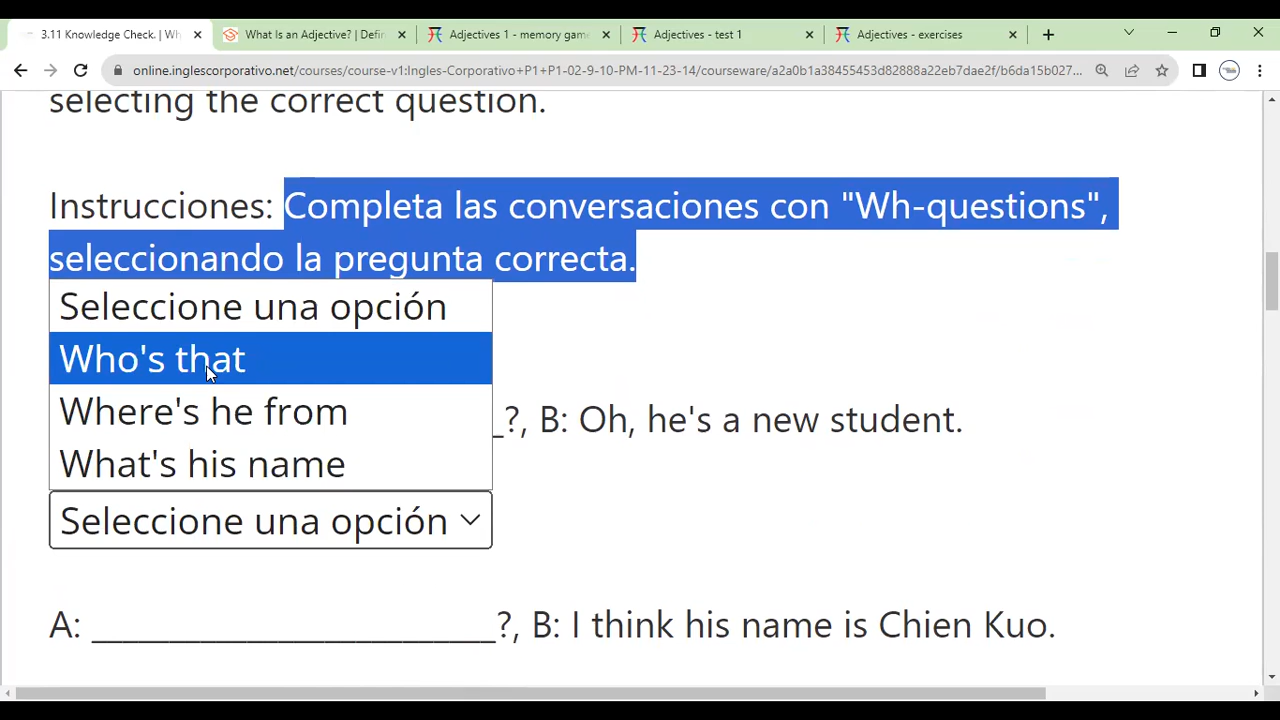 3.11 Knowledge Check. | Wh
What Is an Adjective? | Defin
Adjectives 1 - memory game
Adjectives - test 1
Adjectives - exercises
online.inglescorporativo.net/courses/course-v1:Ingles-Corporativo+P1+P1-02-9-10-PM-11-23-14/courseware/a2a0b1a38455453d82888a22eb7dae2f/b6da15b027...
selecting the correct question.
Instrucciones: Completa las conversaciones con "Wh-questions",
seleccionando la pregunta correcta.
Seleccione una opción
Who's that
Where's he from
_?, B: Oh, he's a new student.
What's his name
Seleccione una opción
A: ____________________________?, B: I think his name is Chien Kuo.